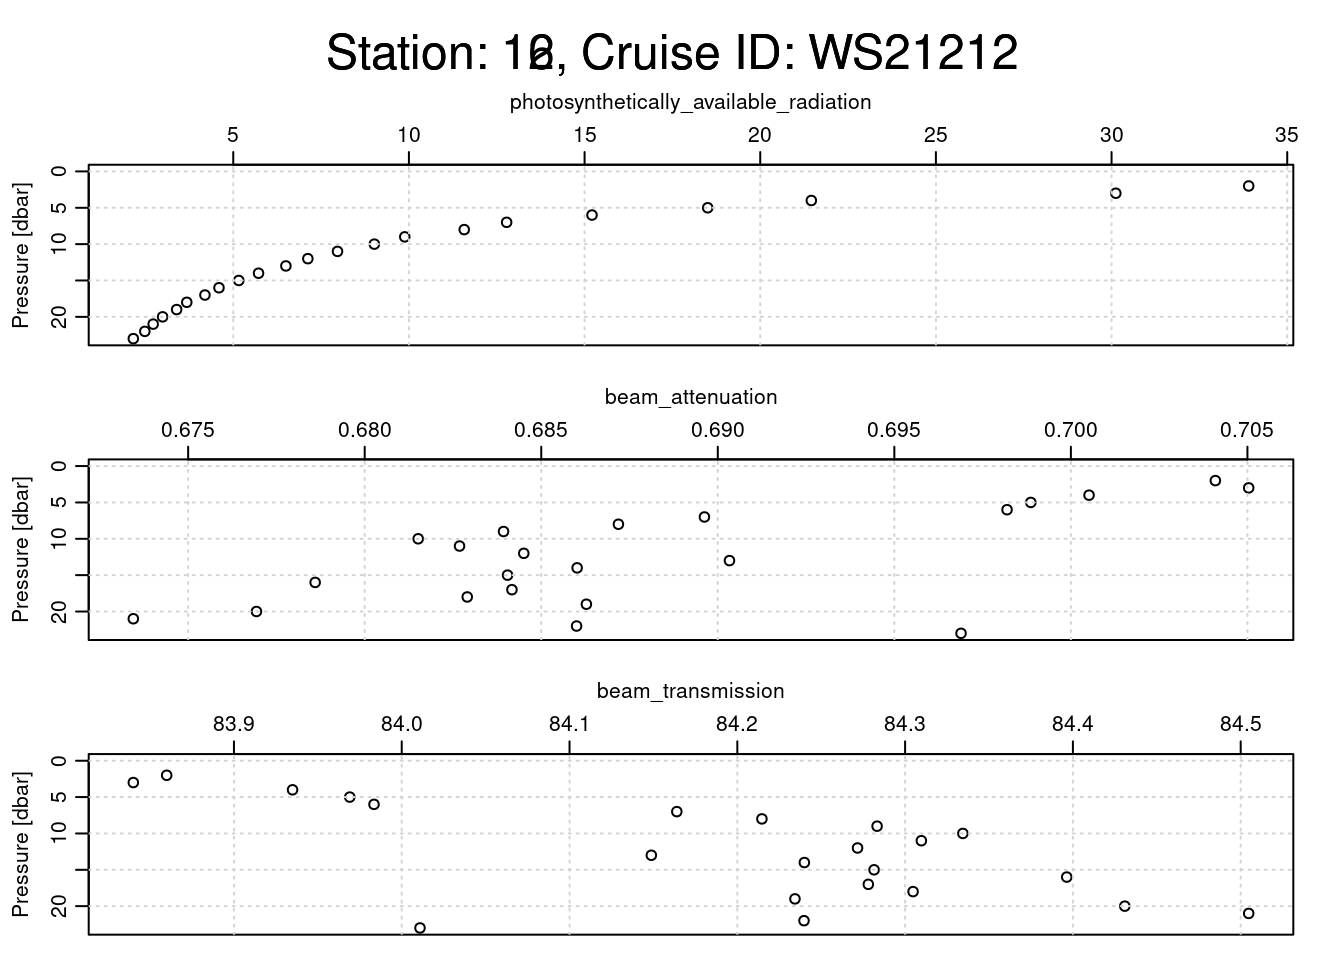 Station: , Cruise ID: WS21212
photosynthetically_available_radiation
5 10 15 20 25 30 35
0 5 10 20
Pressure [dbar]
beam_attenuation
0.675 0.680 0.685 0.690 0.695 0.700 0.705
0 5 10 20
Pressure [dbar]
beam_transmission
83.9 84.0 84.1 84.2 84.3 84.4 84.5
0 5 10 20
Pressure [dbar]